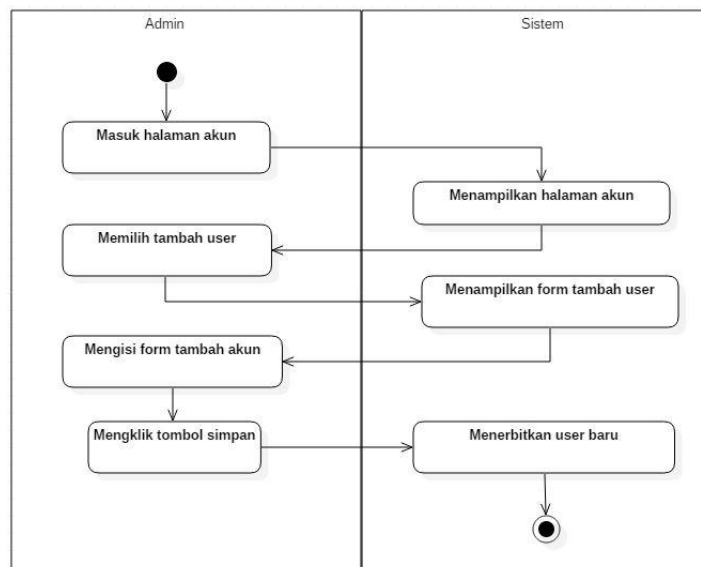 Admin
Sistem
Masuk halaman akun
Menampilkan halaman akun
Memilih tambah user
Menampilkan form tambah user
Mengisi form tambah akun
Mengklik tombol simpan
Menerbitkan user baru